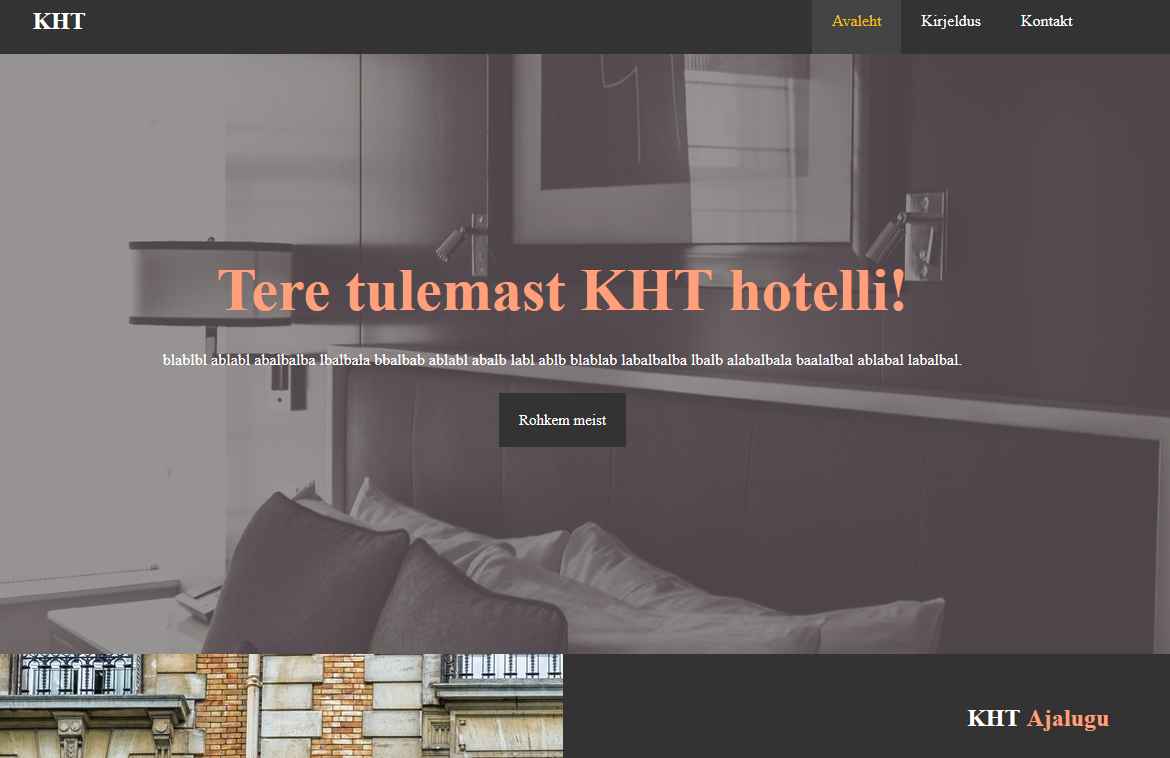 KHT
Avaleht Kirjeldus Kontakt
Tere tulemast KHT hotelli!
blablbl ablabl abalbalba lbalbala bbalbab ablabl abalb labl ablb blablab labalbalba lbalb alabalbala baalalbal ablabal labalbal.
Rohkem meist
KHT Ajalugu